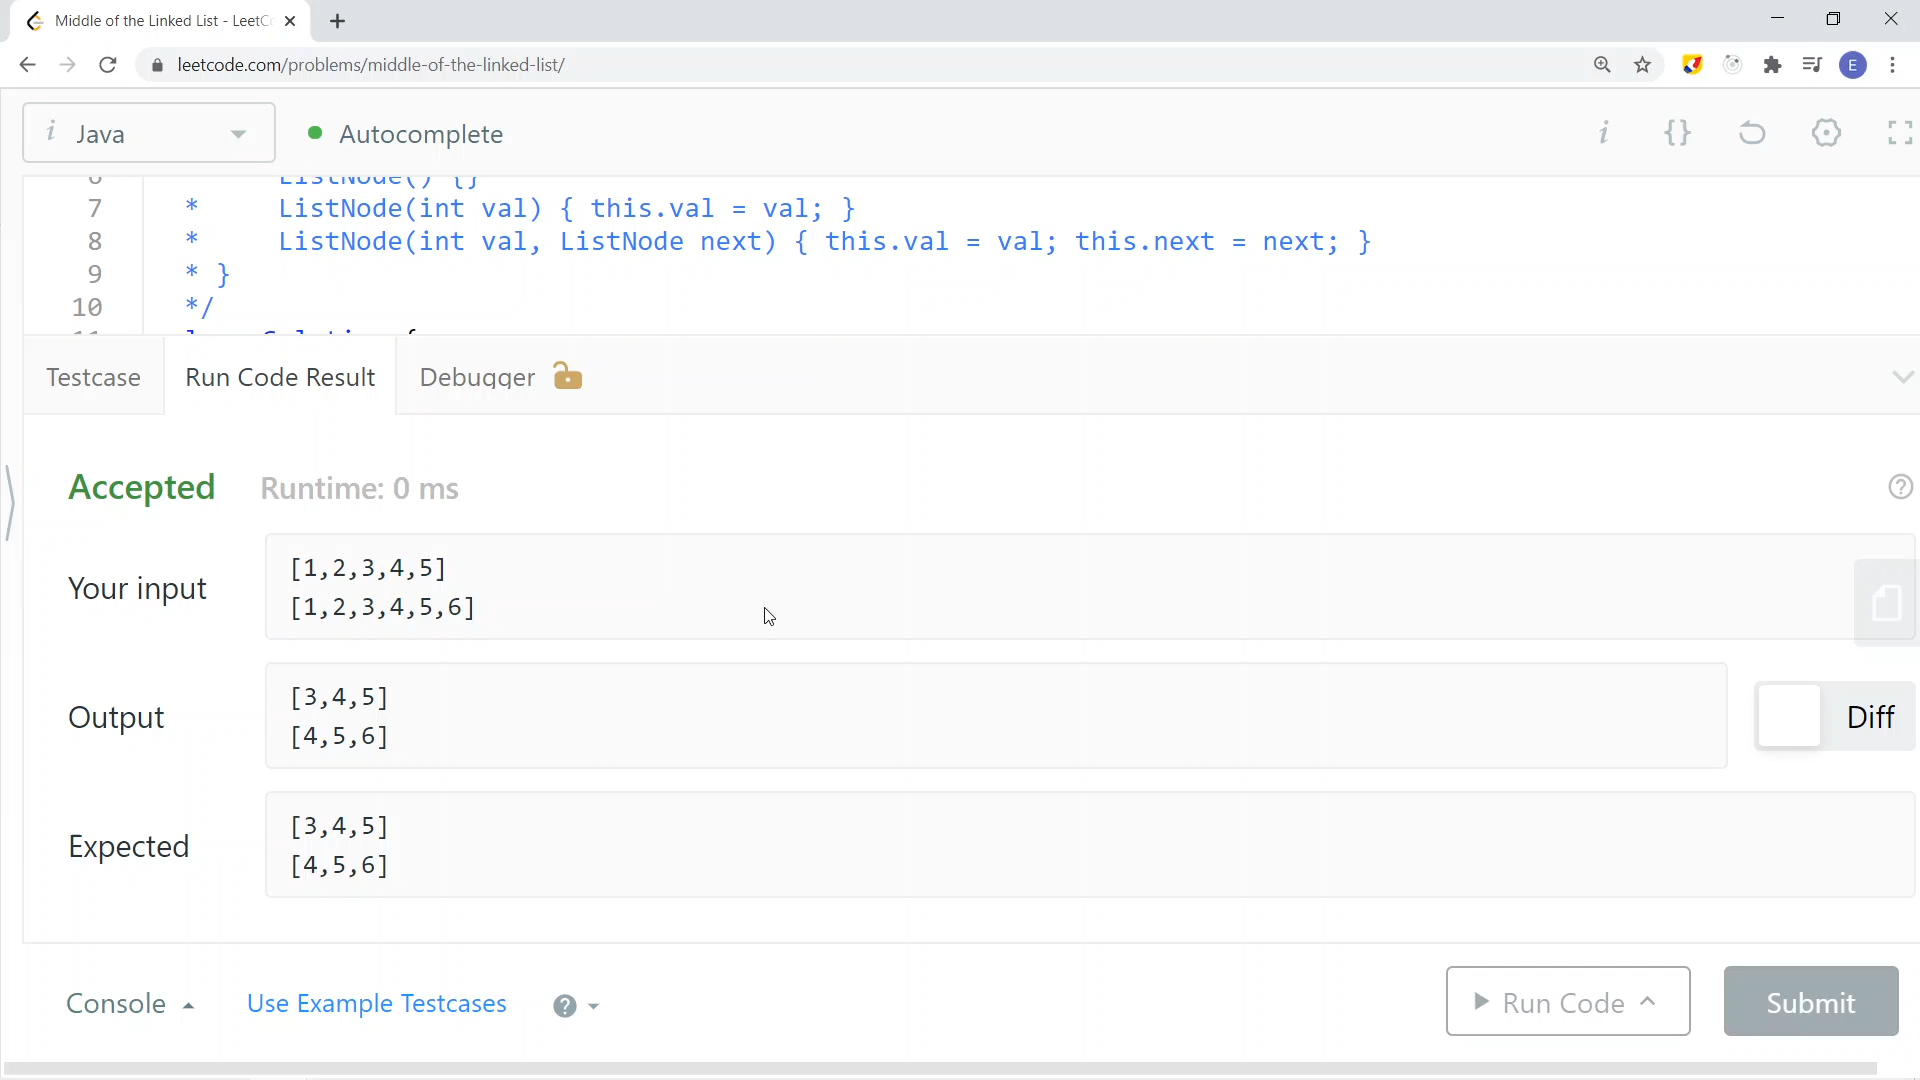 Middle of the Linked List - LeetC
leetcode.com/problems/middle-of-the-linked-list/
E
i Java
Autocomplete
i {}
6 ListNode() {}
7 * ListNode(int val) { this.val = val; }
8 * ListNode(int val, ListNode next) { this.val = val; this.next = next; }
9 * }
10 */
Testcase
Run Code Result
Debugger
Accepted
Runtime: 0 ms
?
Your input
[1,2,3,4,5]
[1,2,3,4,5,6]
Output
[3,4,5]
[4,5,6]
Diff
Expected
[3,4,5]
[4,5,6]
Console
Use Example Testcases
?
Run Code
Submit